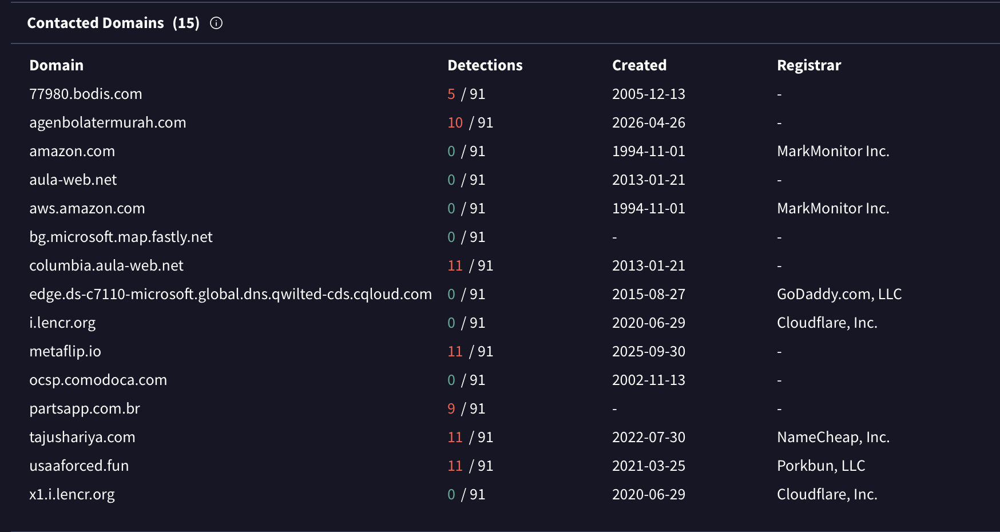 Contacted Domains (15)
Domain Detections Created Registrar
77980.bodis.com 5 / 91 2005-12-13 -
agenbolatermurah.com 10 / 91 2026-04-26 -
amazon.com 0 / 91 1994-11-01 MarkMonitor Inc.
aula-web.net 0 / 91 2013-01-21 -
aws.amazon.com 0 / 91 1994-11-01 MarkMonitor Inc.
bg.microsoft.map.fastly.net 0 / 91 - -
columbia.aula-web.net 11 / 91 2013-01-21 -
edge.ds-c7110-microsoft.global.dns.qwilted-cds.cqloud.com 0 / 91 2015-08-27 GoDaddy.com, LLC
i.lencr.org 0 / 91 2020-06-29 Cloudflare, Inc.
metaflip.io 11 / 91 2025-09-30 -
ocsp.comodoca.com 0 / 91 2002-11-13 -
partsapp.com.br 9 / 91 - -
tajushariya.com 11 / 91 2022-07-30 NameCheap, Inc.
usaaforced.fun 11 / 91 2021-03-25 Porkbun, LLC
x1.i.lencr.org 0 / 91 2020-06-29 Cloudflare, Inc.